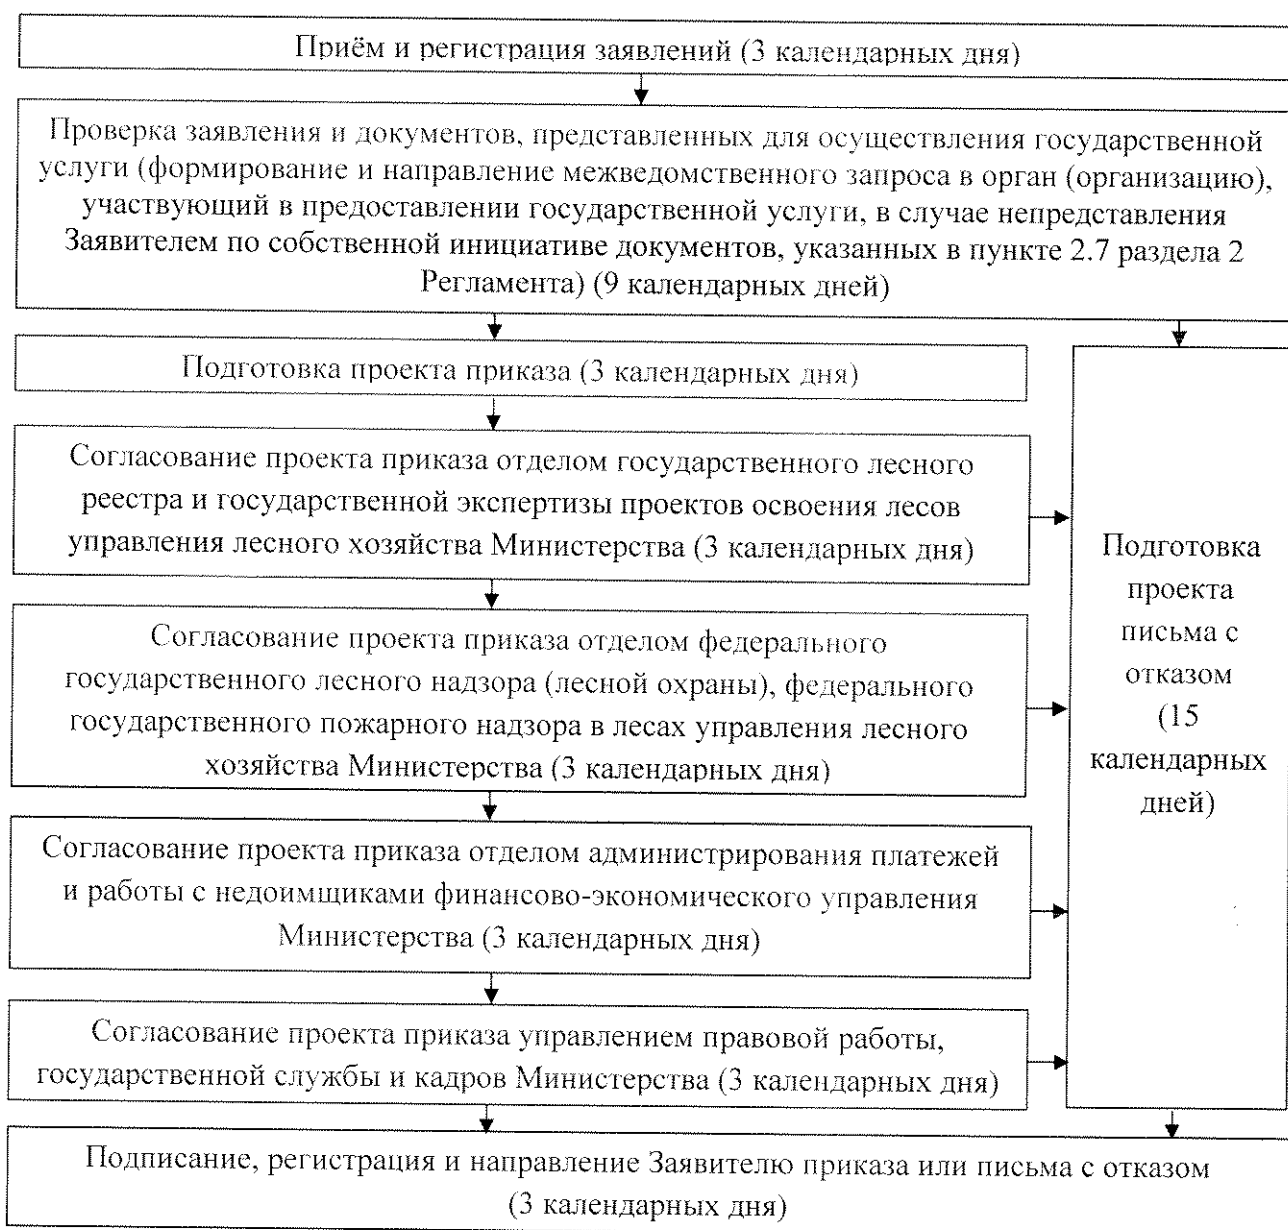 Приём и регистрация заявлений (3 календарных дня)
Проверка заявления и документов, представленных для осуществления государственной
услуги (формирование и направление межведомственного запроса в орган (организацию),
участвующий в предоставлении государственной услуги, в случае непредставления
Заявителем по собственной инициативе документов, указанных в пункте 2.7 раздела 2
Регламента) (9 календарных дней)
Подготовка проекта приказа (3 календарных дня)
Согласование проекта приказа отделом государственного лесного
реестра и государственной экспертизы проектов освоения лесов
управления лесного хозяйства Министерства (3 календарных дня)
Согласование проекта приказа отделом федерального
государственного лесного надзора (лесной охраны), федерального
государственного пожарного надзора в лесах управления лесного
хозяйства Министерства (3 календарных дня)
Согласование проекта приказа отделом администрирования платежей
и работы с недоимщиками финансово-экономического управления
Министерства (3 календарных дня)
Согласование проекта приказа управлением правовой работы,
государственной службы и кадров Министерства (3 календарных дня)
Подготовка
проекта
письма с
отказом
(15
календарных
дней)
Подписание, регистрация и направление Заявителю приказа или письма с отказом
(3 календарных дня)